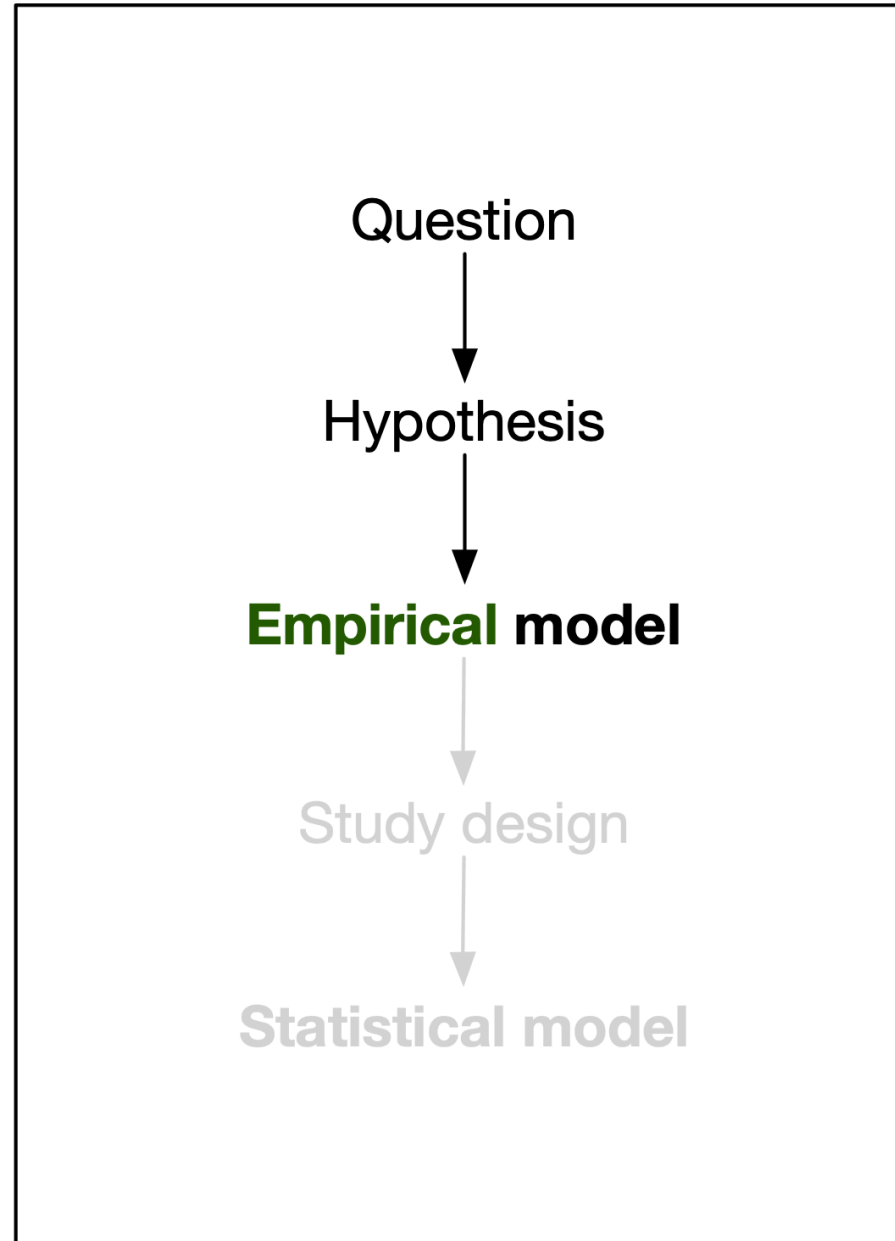 Question
Hypothesis
Empirical model
Study design
Statistical model